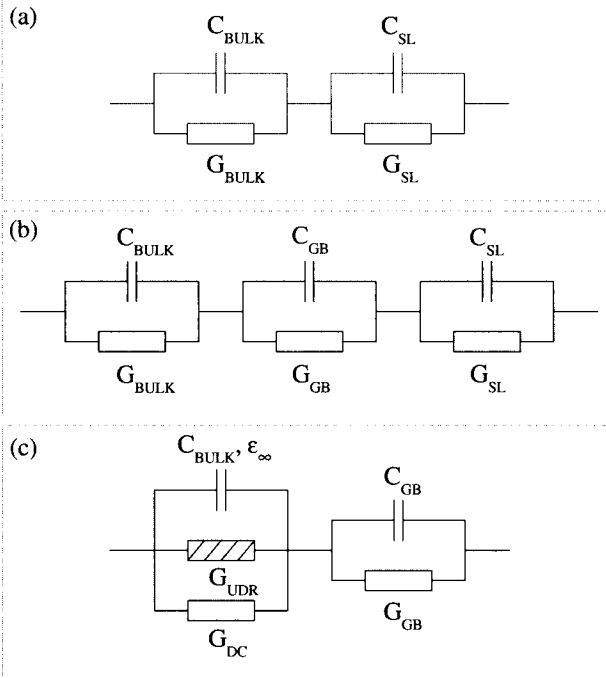 (a)
C_BULK C_SL
G_BULK G_SL
(b)
C_BULK C_GB C_SL
G_BULK G_GB G_SL
(c)
C_BULK, ε_∞
C_GB
G_UDR
G_GB
G_DC